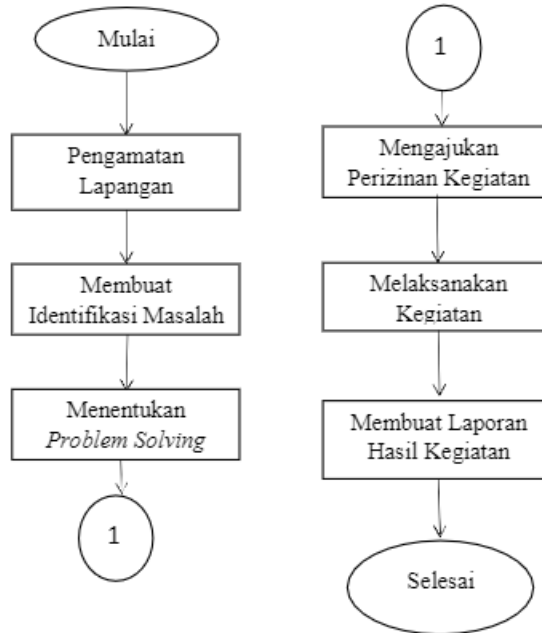 Mulai
Pengamatan
Lapangan
Membuat
Identifikasi Masalah
Menentukan
Problem Solving
1
1
Mengajukan
Perizinan Kegiatan
Melaksanakan
Kegiatan
Membuat Laporan
Hasil Kegiatan
Selesai